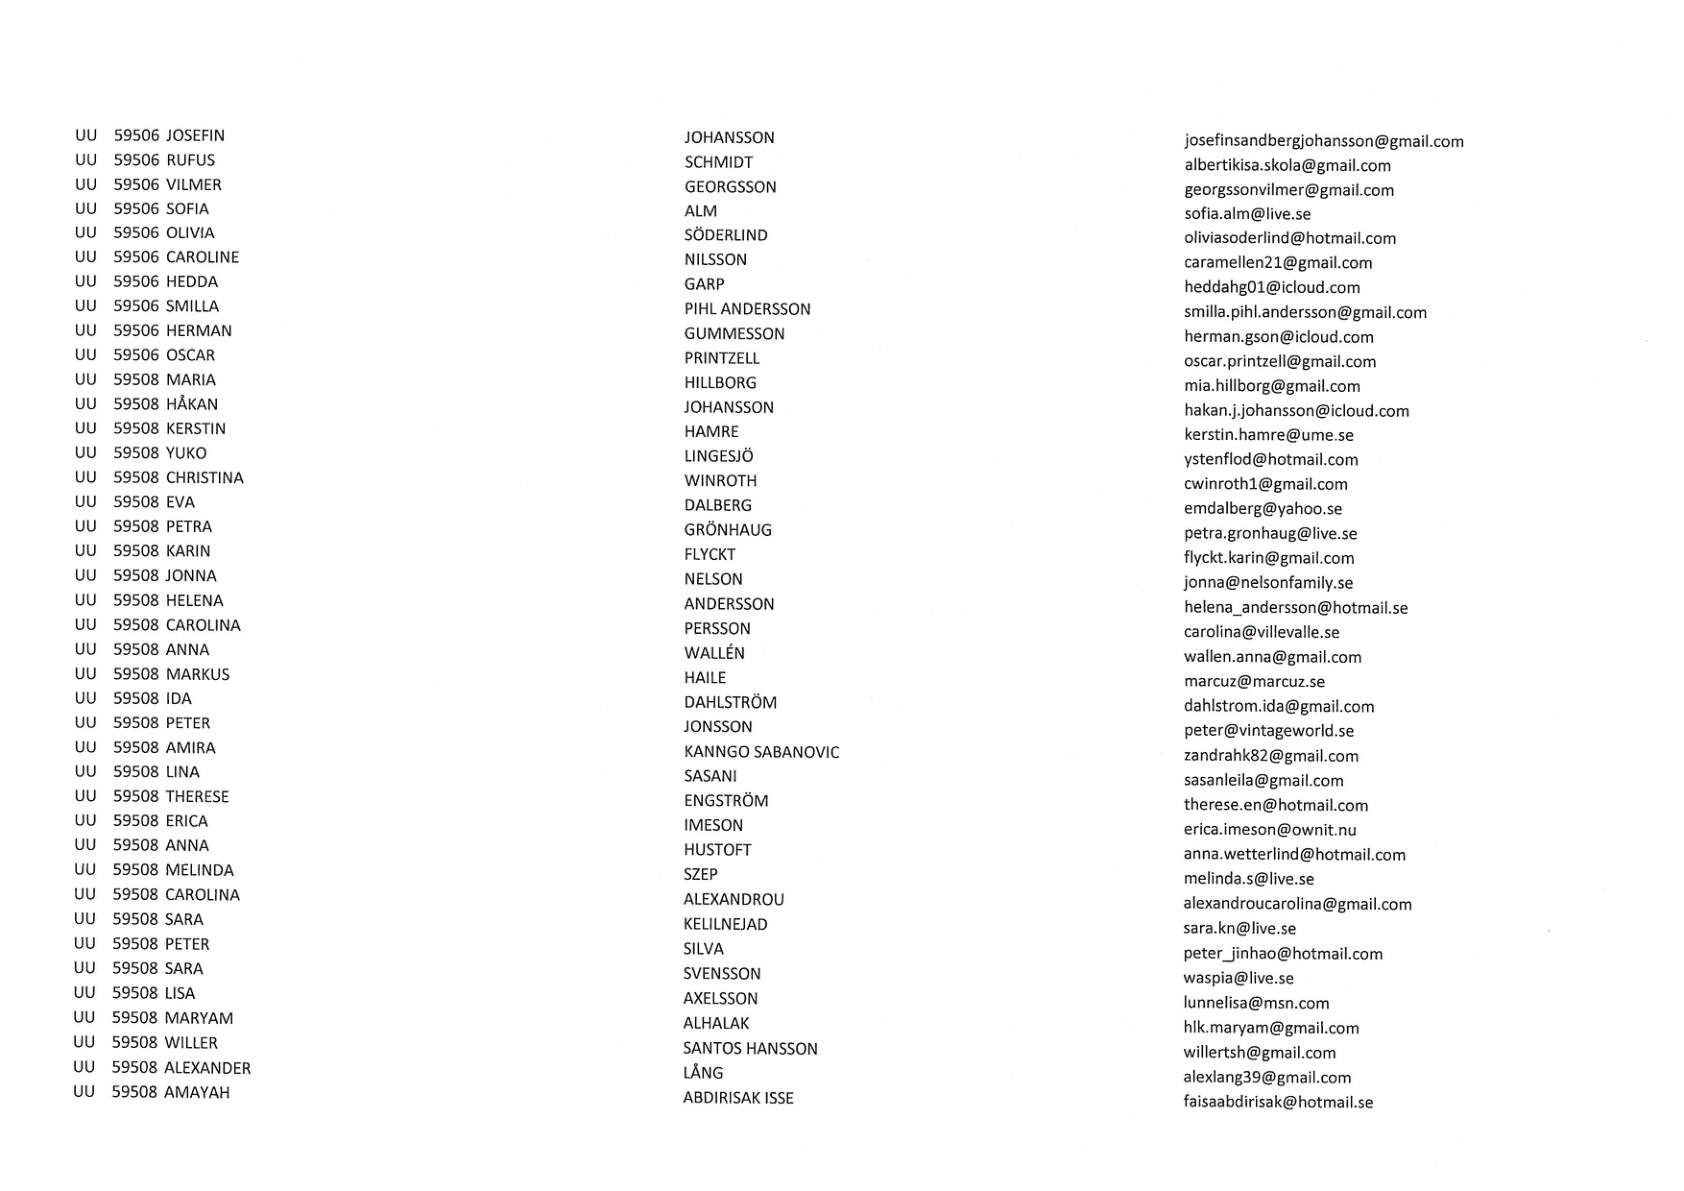 UU 59506 JOSEFIN JOHANSSON josefinsandbergjohansson@gmail.com
UU 59506 RUFUS SCHMIDT albertikisa.skola@gmail.com
UU 59506 VILMER GEORGSSON georgssonvilmer@gmail.com
UU 59506 SOFIA ALM sofia.alm@live.se
UU 59506 OLIVIA SÖDERLIND oliviasoderlind@hotmail.com
UU 59506 CAROLINE NILSSON caramellen21@gmail.com
UU 59506 HEDDA GARP heddahg01@icloud.com
UU 59506 SMILLA PIHL ANDERSSON smilla.pihl.andersson@gmail.com
UU 59506 HERMAN GUMMESSON herman.gson@icloud.com
UU 59506 OSCAR PRINTZELL oscar.printzell@gmail.com
UU 59508 MARIA HILLBORG mia.hillborg@gmail.com
UU 59508 HÅKAN JOHANSSON hakan.j.johansson@icloud.com
UU 59508 KERSTIN HAMRE kerstin.hamre@ume.se
UU 59508 YUKO LINGESJÖ ystenflod@hotmail.com
UU 59508 CHRISTINA WINROTH cwinroth1@gmail.com
UU 59508 EVA DALBERG emdalberg@yahoo.se
UU 59508 PETRA GRÖNHAUG petra.gronhaug@live.se
UU 59508 KARIN FLYCKT flyckt.karin@gmail.com
UU 59508 JONNA NELSON jonna@nelsonfamily.se
UU 59508 HELENA ANDERSSON helena_andersson@hotmail.se
UU 59508 CAROLINA PERSSON carolina@villevalle.se
UU 59508 ANNA WALLÉN wallen.anna@gmail.com
UU 59508 MARKUS HAILE marcuz@marcuz.se
UU 59508 IDA DAHLSTRÖM dahlstrom.ida@gmail.com
UU 59508 PETER JONSSON peter@vintageworld.se
UU 59508 AMIRA KANNGO SABANOVIC zandrahk82@gmail.com
UU 59508 LINA SASANI sasanleila@gmail.com
UU 59508 THERESE ENGSTRÖM therese.en@hotmail.com
UU 59508 ERICA IMESON erica.imeson@ownit.nu
UU 59508 ANNA HUSTOFT anna.wetterlind@hotmail.com
UU 59508 MELINDA SZEP melinda.s@live.se
UU 59508 CAROLINA ALEXANDROU alexandroucarolina@gmail.com
UU 59508 SARA KELILNEJAD sara.kn@live.se
UU 59508 PETER SILVA peter_jinhao@hotmail.com
UU 59508 SARA SVENSSON waspia@live.se
UU 59508 LISA AXELSSON lunnelisa@msn.com
UU 59508 MARYAM ALHALAK hlk.maryam@gmail.com
UU 59508 WILLER SANTOS HANSSON willertsh@gmail.com
UU 59508 ALEXANDER LÅNG alexlang39@gmail.com
UU 59508 AMAYAH ABDIRISAK ISSE faisaabdirisak@hotmail.se